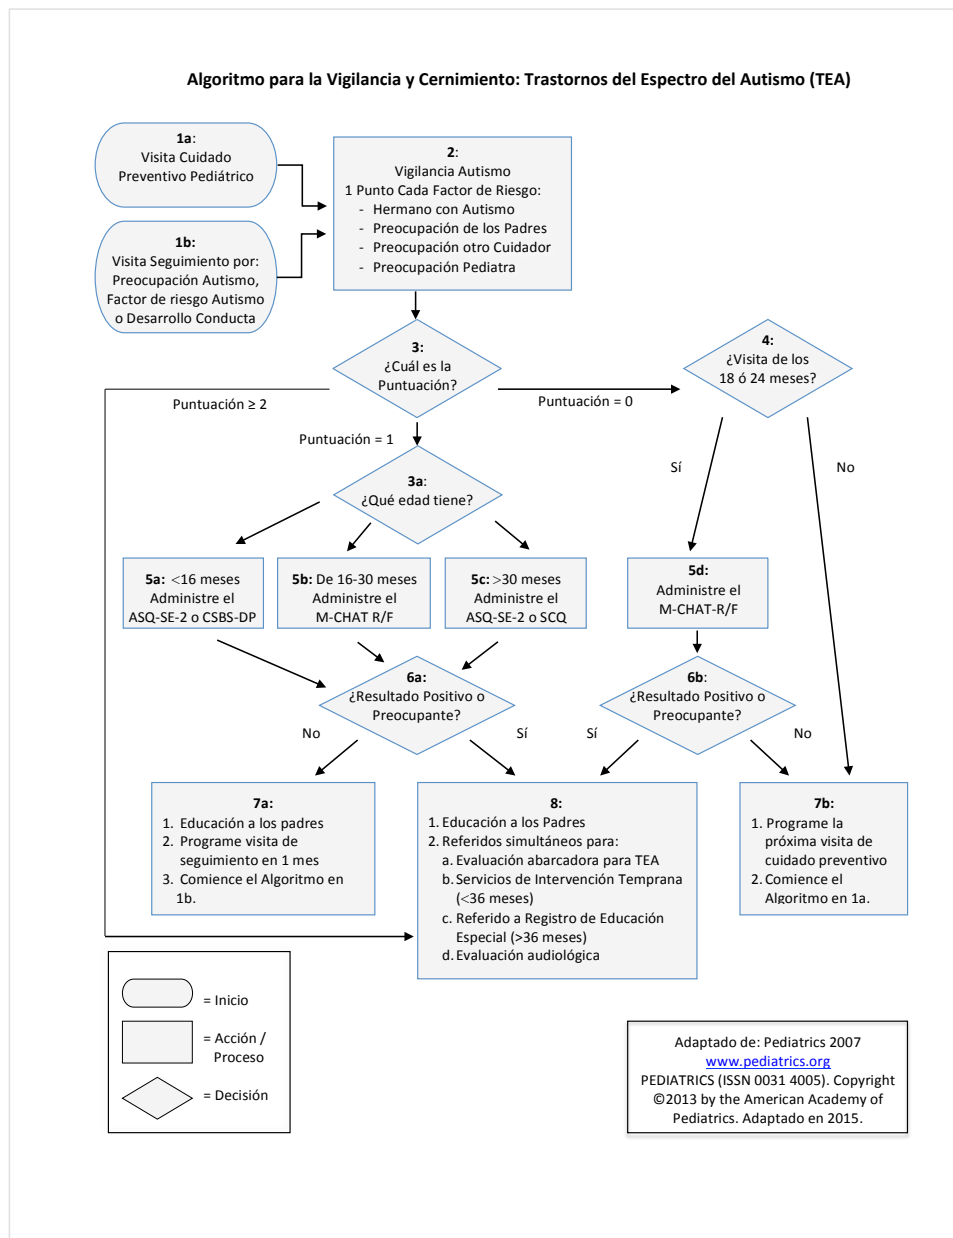 Algoritmo para la Vigilancia y Cernimiento: Trastornos del Espectro del Autismo (TEA)
1a:
Visita Cuidado
Preventivo Pediátrico
1b:
Visita Seguimiento por:
Preocupación Autismo,
Factor de riesgo Autismo
o Desarrollo Conducta
2:
Vigilancia Autismo
1 Punto Cada Factor de Riesgo:
- Hermano con Autismo
- Preocupación de los Padres
- Preocupación otro Cuidador
- Preocupación Pediatra
3:
¿Cuál es la
Puntuación?
4:
¿Visita de los
18 ó 24 meses?
Puntuación ≥ 2
Puntuación = 0
Puntuación = 1
Sí
No
3a:
¿Qué edad tiene?
5a: <16 meses
Administre el
ASQ-SE-2 o CSBS-DP
5b: De 16-30 meses
Administre el
M-CHAT R/F
5c: >30 meses
Administre el
ASQ-SE-2 o SCQ
5d:
Administre el
M-CHAT-R/F
6a:
¿Resultado Positivo o
Preocupante?
6b:
¿Resultado Positivo o
Preocupante?
No
Sí
Sí
No
7a:
1. Educación a los padres
2. Programe visita de
seguimiento en 1 mes
3. Comience el Algoritmo en
1b.
8:
1. Educación a los Padres
2. Referidos simultáneos para:
a. Evaluación abarcadora para TEA
b. Servicios de Intervención Temprana
(<36 meses)
c. Referido a Registro de Educación
Especial (>36 meses)
d. Evaluación audiológica
7b:
1. Programe la
próxima visita de
cuidado preventivo
2. Comience el
Algoritmo en 1a.
= Inicio
= Acción /
Proceso
= Decisión
Adaptado de: Pediatrics 2007
www.pediatrics.org
PEDIATRICS (ISSN 0031 4005). Copyright
©2013 by the American Academy of
Pediatrics. Adaptado en 2015.